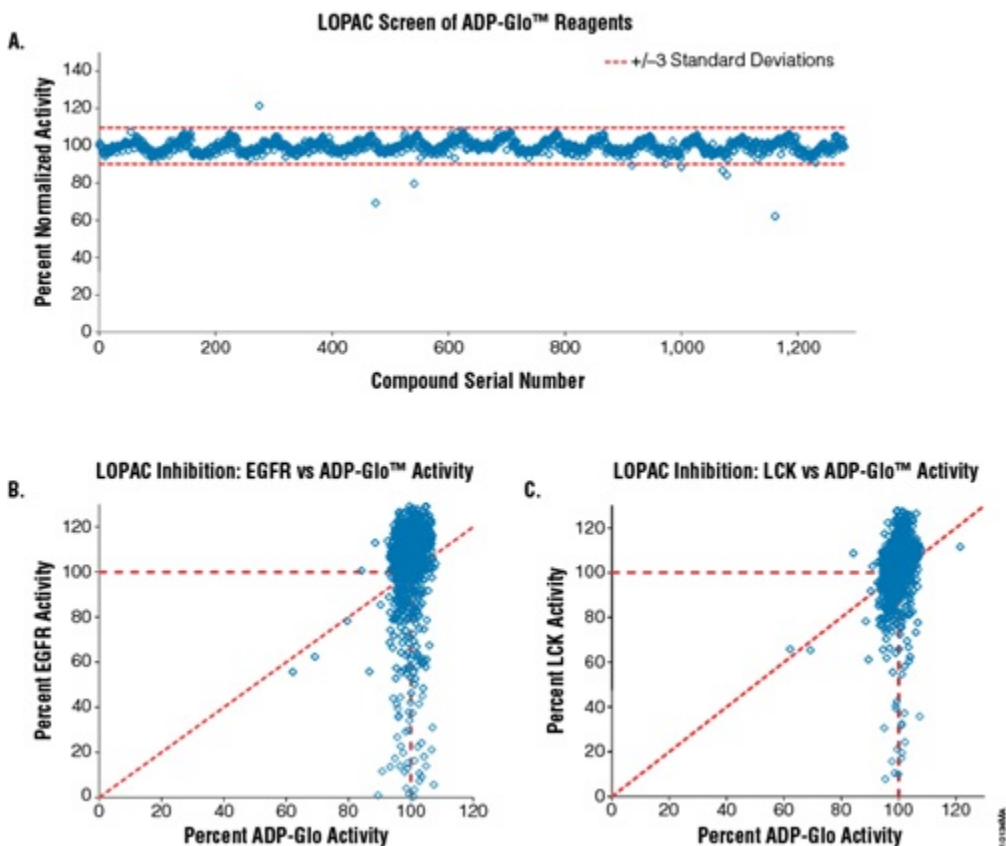 LOPAC Screen of ADP-Glo™ Reagents
A.
+/–3 Standard Deviations
Percent Normalized Activity
140
120
100
80
60
40
20
0
0 200 400 600 800 1,000 1,200
Compound Serial Number
LOPAC Inhibition: EGFR vs ADP-Glo™ Activity
B.
Percent EGFR Activity
120
100
80
60
40
20
0
0 20 40 60 80 100 120
Percent ADP-Glo Activity
LOPAC Inhibition: LCK vs ADP-Glo™ Activity
C.
Percent LCK Activity
120
100
80
60
40
20
0
0 20 40 60 80 100 120
Percent ADP-Glo Activity